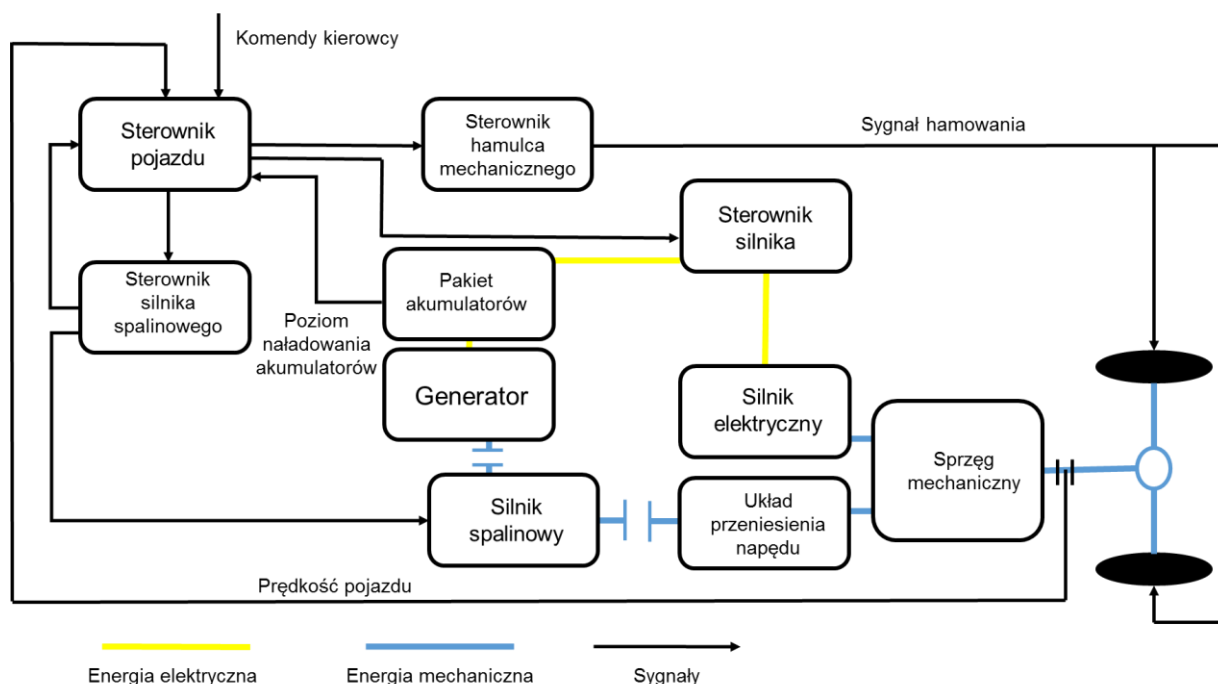 Komendy kierowcy
Sterownik
pojazdu
Sterownik
hamulca
mechanicznego
Sygnał hamowania
Sterownik
silnika
Sterownik
silnika
spalinowego
Pakiet
akumulatorów
Poziom
naładowania
akumulatorów
Generator
Silnik
elektryczny
Sprzęg
mechaniczny
Silnik
spalinowy
Układ
przeniesienia
napędu
Prędkość pojazdu
Energia elektryczna
Energia mechaniczna
Sygnały